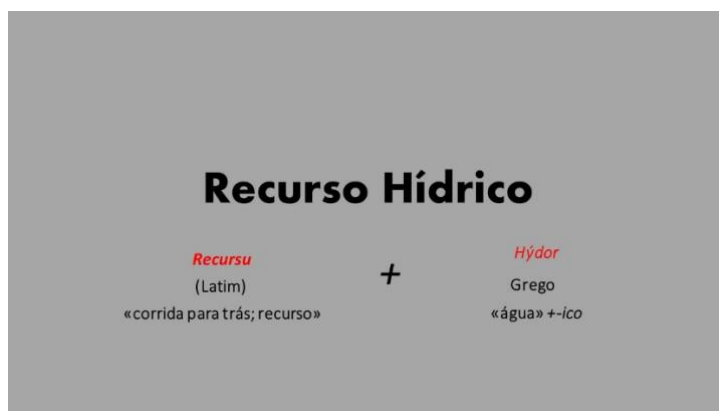 Recurso Hídrico
Recursu
(Latim)
«corrida para trás; recurso»
+
Hýdor
Grego
«água» +-ico